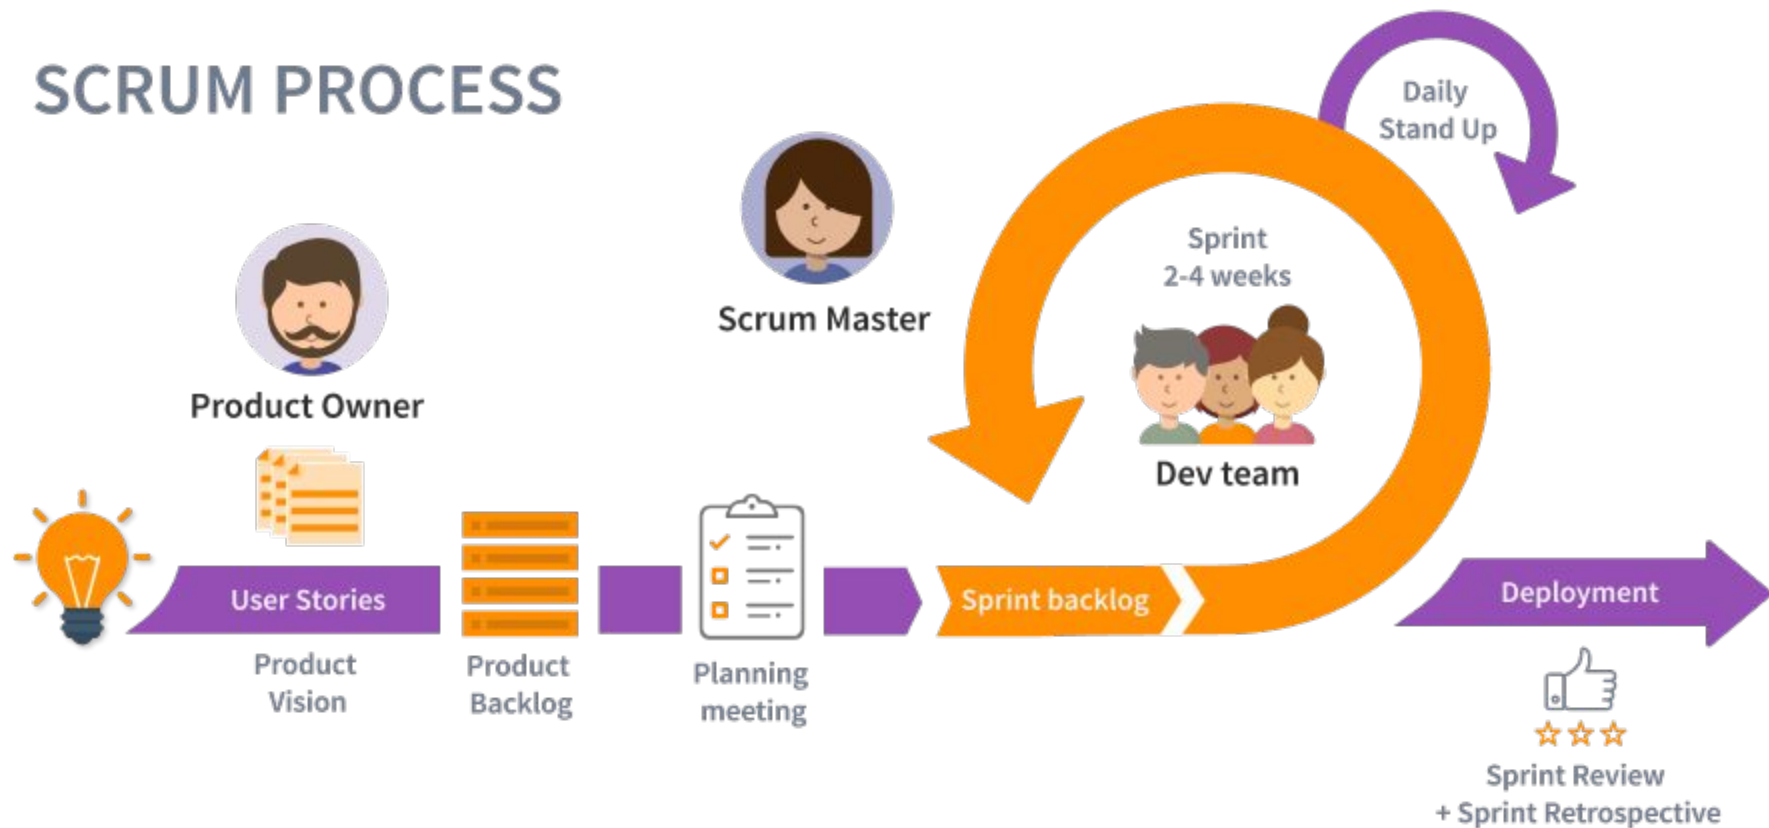 SCRUM PROCESS
Daily
Stand Up
Sprint
2-4 weeks
Scrum Master
Product Owner
Dev team
User Stories
Sprint backlog
Deployment
Product
Vision
Product
Backlog
Planning
meeting
Sprint Review
+ Sprint Retrospective